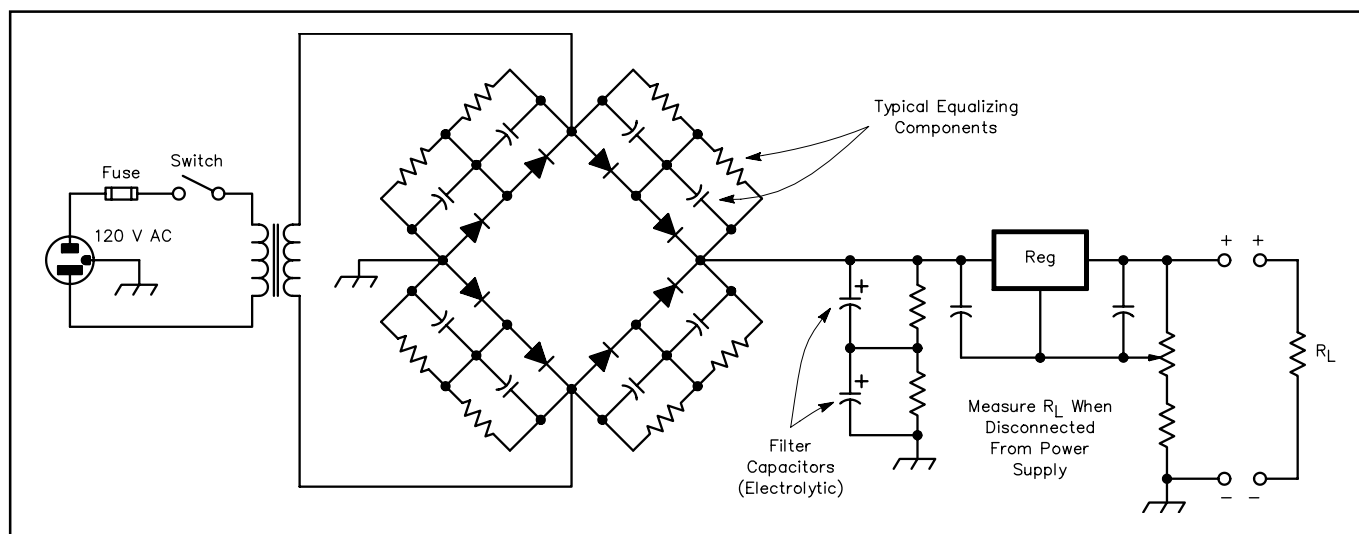 Typical Equalizing
Components
Fuse
Switch
120 V AC
Reg
+
+
+
+
R_L
Measure R_L When
Disconnected
From Power
Supply
Filter
Capacitors
(Electrolytic)
–
–